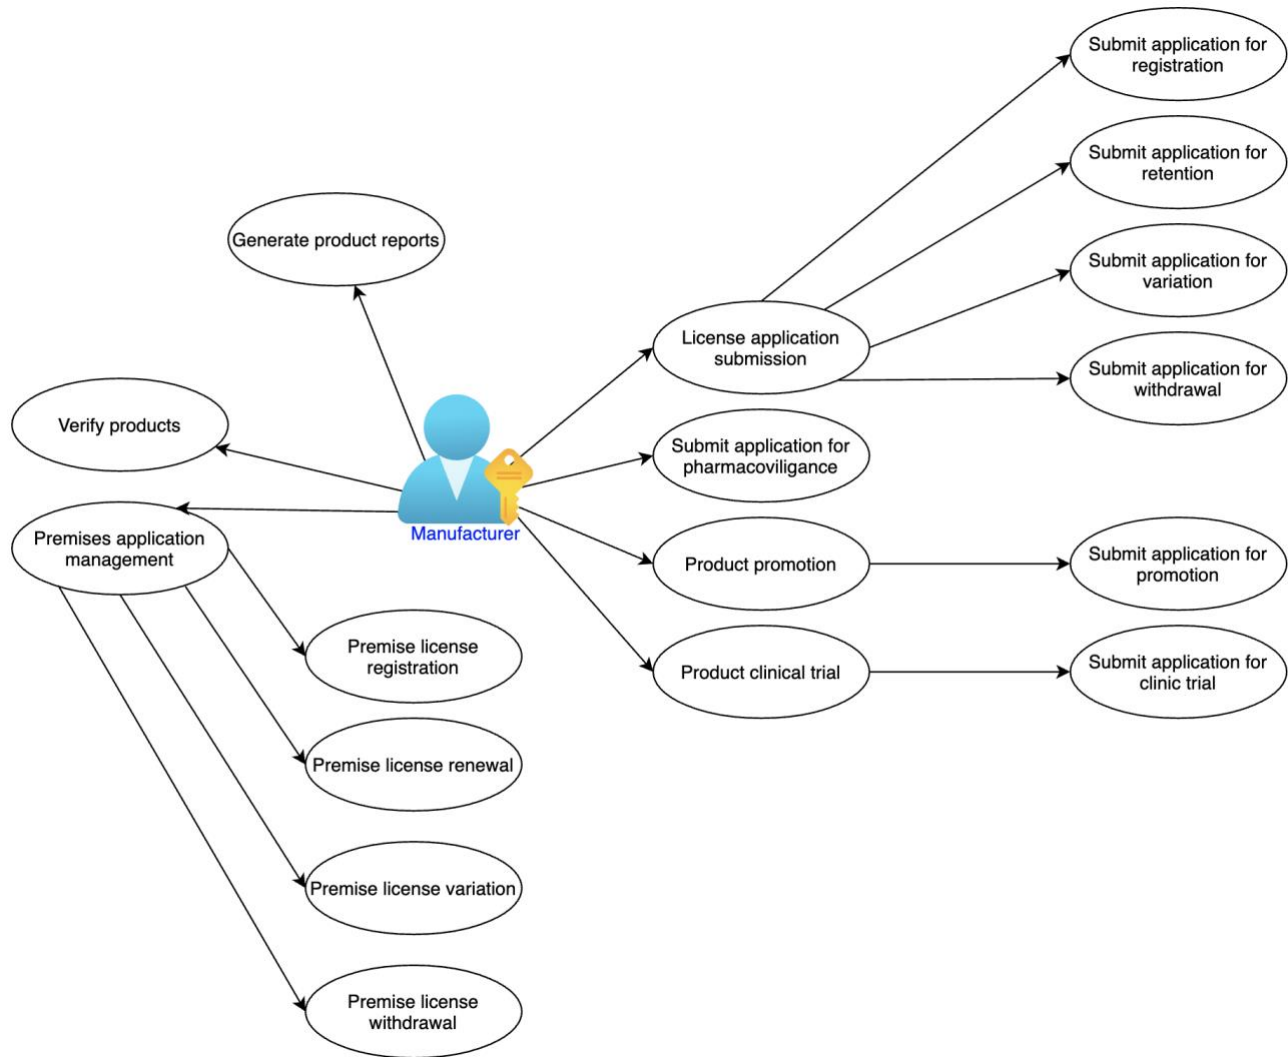 Submit application for
registration
Submit application for
retention
Generate product reports
Submit application for
variation
License application
submission
Submit application for
withdrawal
Verify products
Submit application for
pharmacoviligance
Manufacturer
Premises application
management
Product promotion
Submit application for
promotion
Premise license
registration
Product clinical trial
Submit application for
clinic trial
Premise license renewal
Premise license variation
Premise license
withdrawal